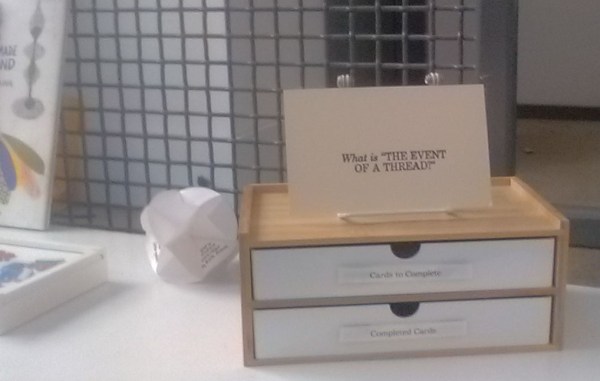 What is "THE EVENT
OF A THREAD?"
Cards to Complete
Completed Cards